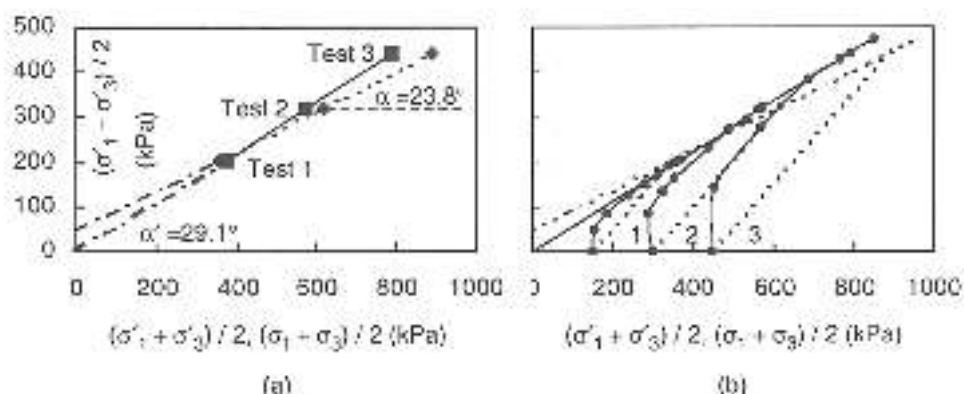 500
400
300
200
100
0
(σ'₁ − σ'₃) / 2
(kPa)
Test 3
Test 2
Test 1
α =23.8°
α' =29.1°
0 200 400 600 800 1000
(σ'₁ + σ'₃) / 2, (σ₁ + σ₃) / 2 (kPa)
(a)
1 2 3
0 200 400 600 800 1000
(σ'₁ + σ'₃) / 2, (σ₁ + σ₃) / 2 (kPa)
(b)